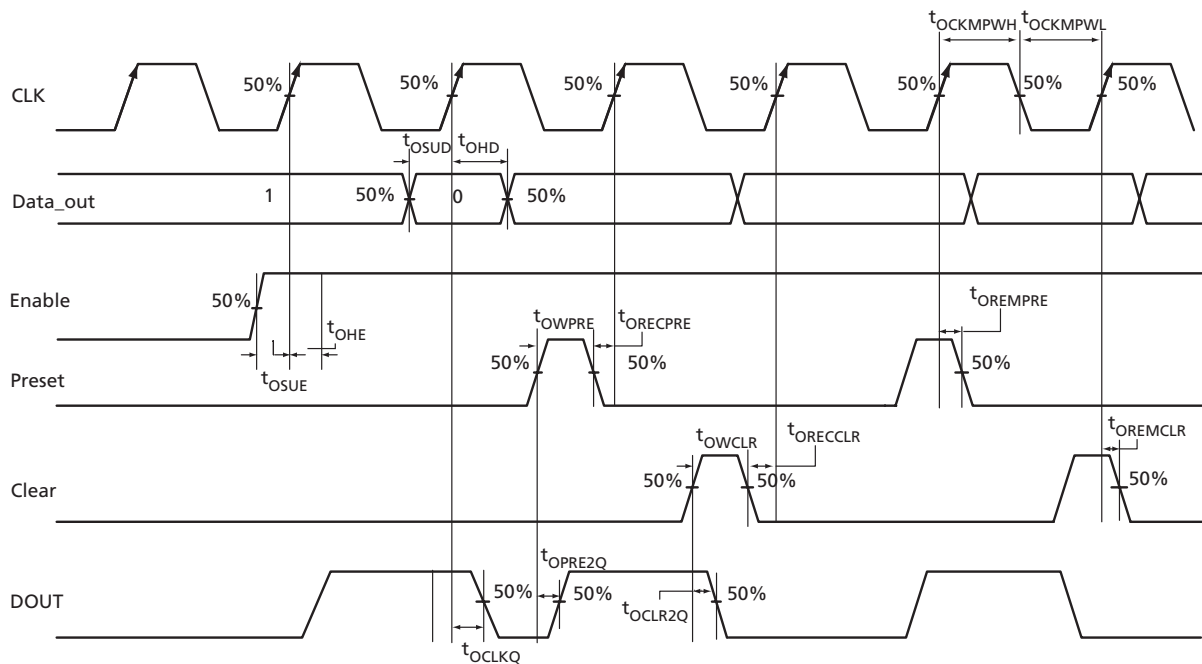 tOCKMPWH tOCKMPWL
CLK 50% 50% 50% 50% 50% 50% 50%
tOSUD tOHD
Data_out 1 50% 0 50%
Enable 50%
tOHE tOWPRE tORECPRE tOREMPRE
tOSUE
Preset 50% 50% 50%
tOWCLR tORECCLR tOREMCLR
Clear 50% 50% 50%
tOPRE2Q
DOUT 50% 50% tOCLR2Q 50%
tOCLKQ